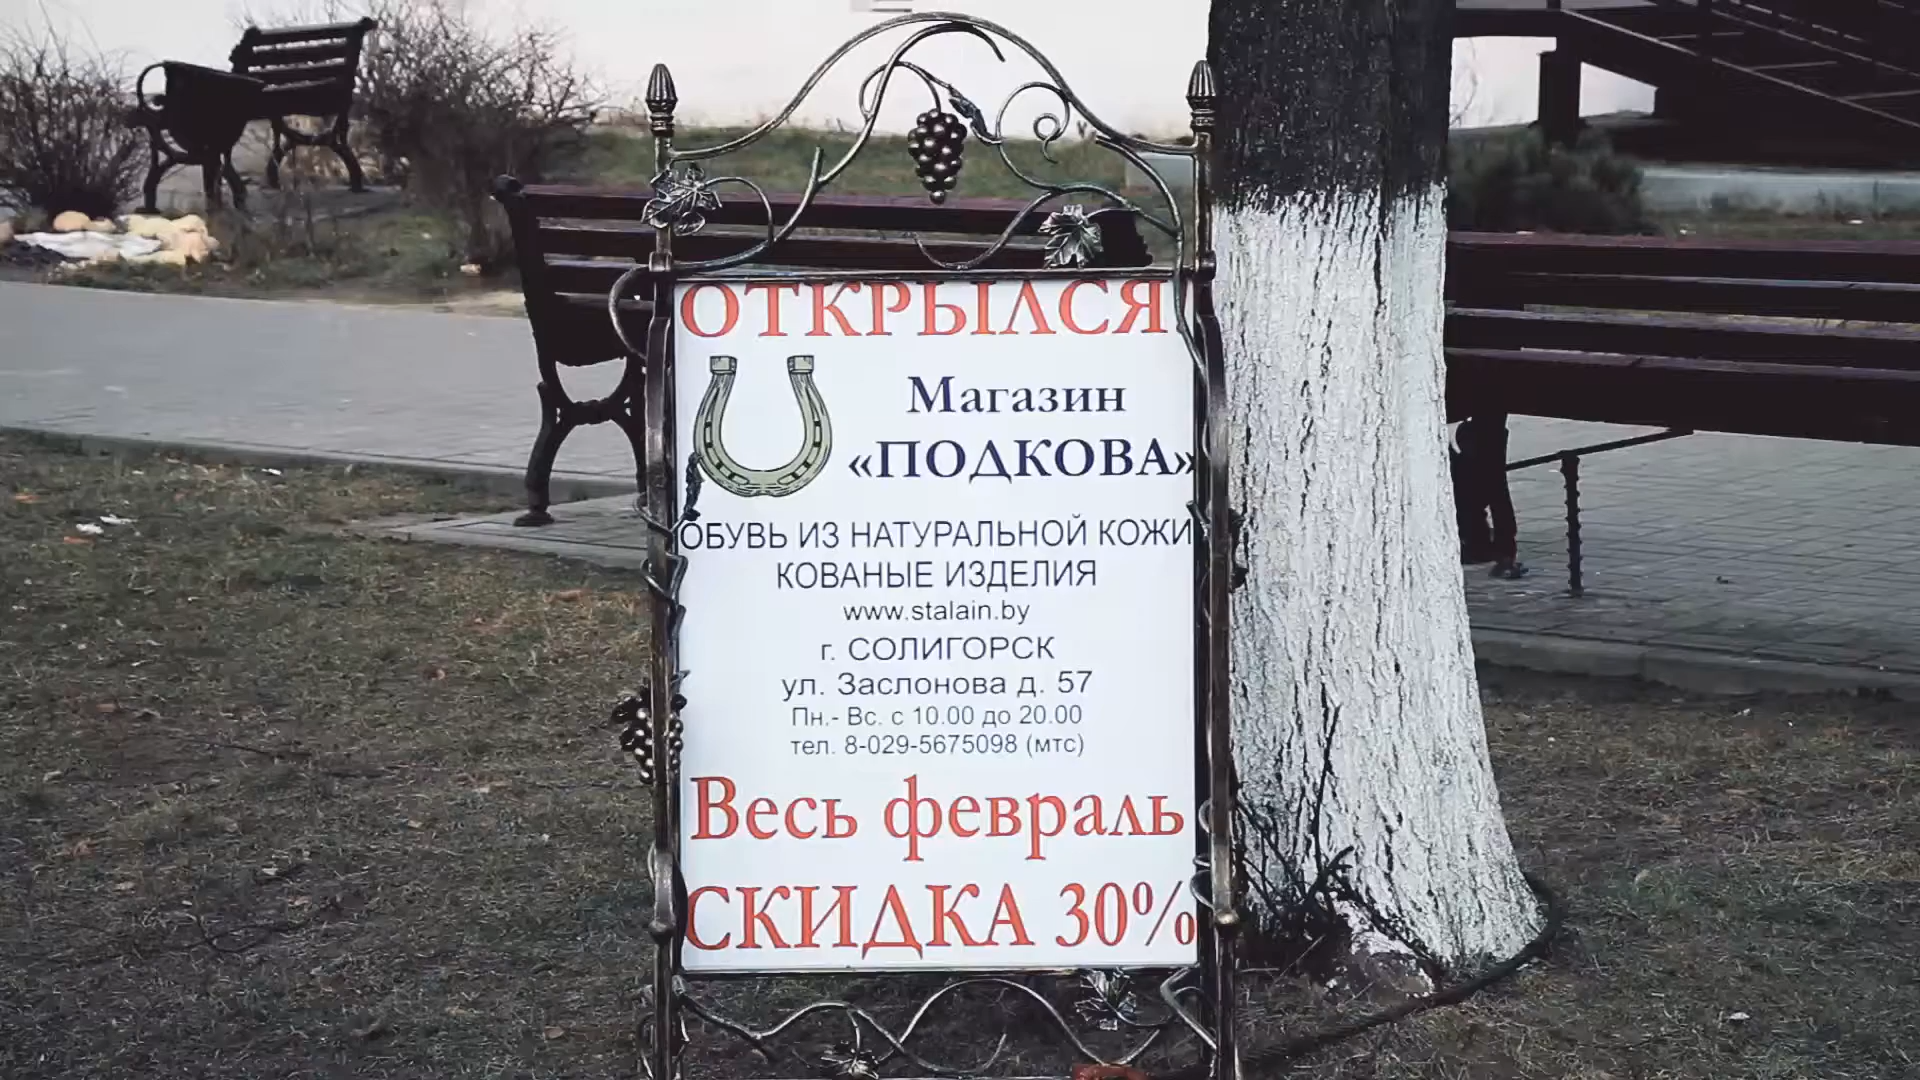 ОТКРЫЛСЯ
Магазин
«ПОДКОВА»
ОБУВЬ ИЗ НАТУРАЛЬНОЙ КОЖИ
КОВАНЫЕ ИЗДЕЛИЯ
www.stalain.by
г. СОЛИГОРСК
ул. Заслонова д. 57
Пн.- Вс. с 10.00 до 20.00
тел. 8-029-5675098 (мтс)
Весь февраль
СКИДКА 30%